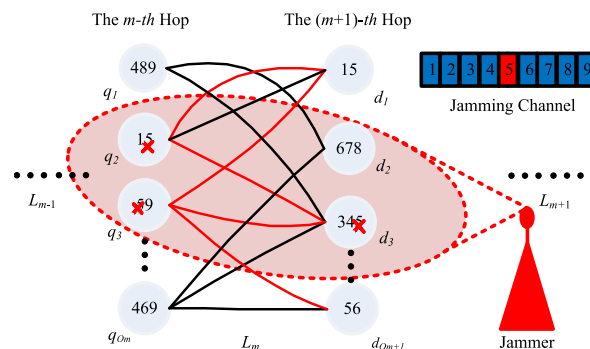 The m-th Hop
The (m+1)-th Hop
489
15
1 2 3 4 5 6 7 8 9
q1
d1
Jamming Channel
15
678
q2
d2
Lm-1
Lm+1
59
345
q3
d3
469
56
qOm
Lm
dOm+1
Jammer